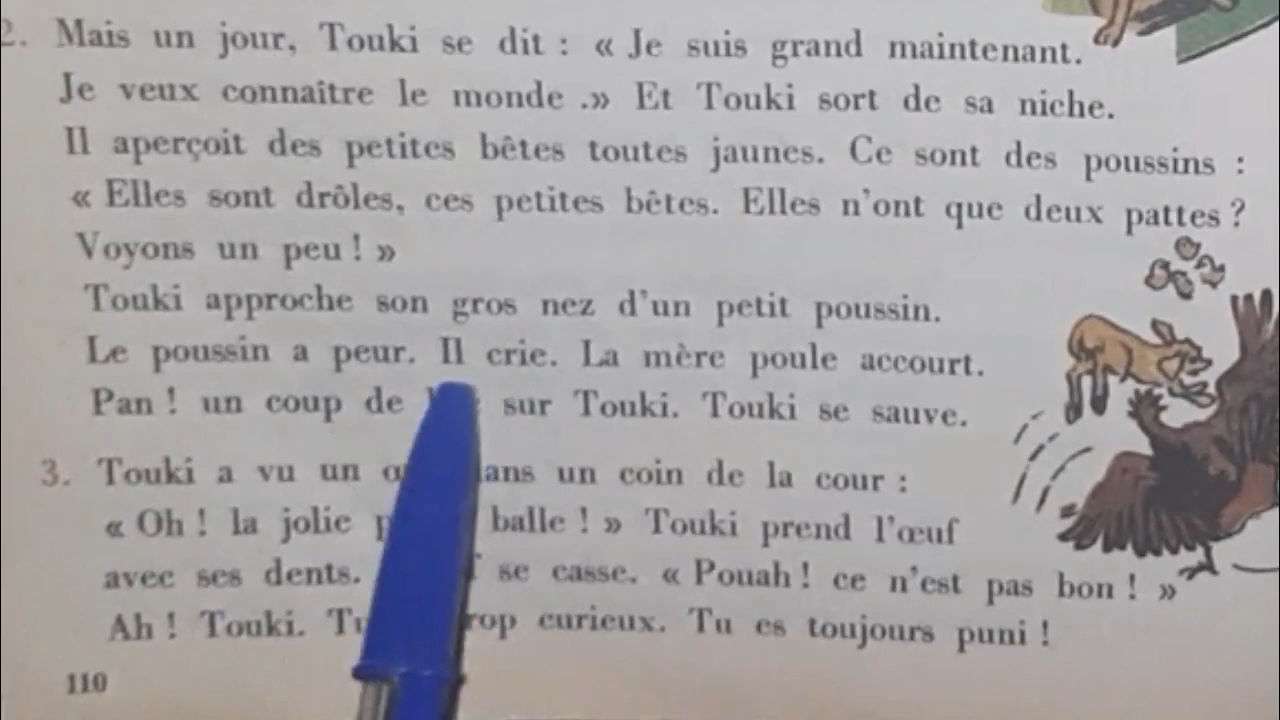 2. Mais un jour, Touki se dit : « Je suis grand maintenant.
Je veux connaître le monde .» Et Touki sort de sa niche.
Il aperçoit des petites bêtes toutes jaunes. Ce sont des poussins :
« Elles sont drôles, ces petites bêtes. Elles n'ont que deux pattes ?
Voyons un peu ! »
Touki approche son gros nez d'un petit poussin.
Le poussin a peur. Il crie. La mère poule accourt.
Pan ! un coup de sur Touki. Touki se sauve.
3. Touki a vu un un coin de la cour :
« Oh ! la jolie balle ! » Touki prend l'œuf
avec ses dents. se casse. « Pouah ! ce n'est pas bon ! »
Ah ! Touki. curieux. Tu es toujours puni !
110